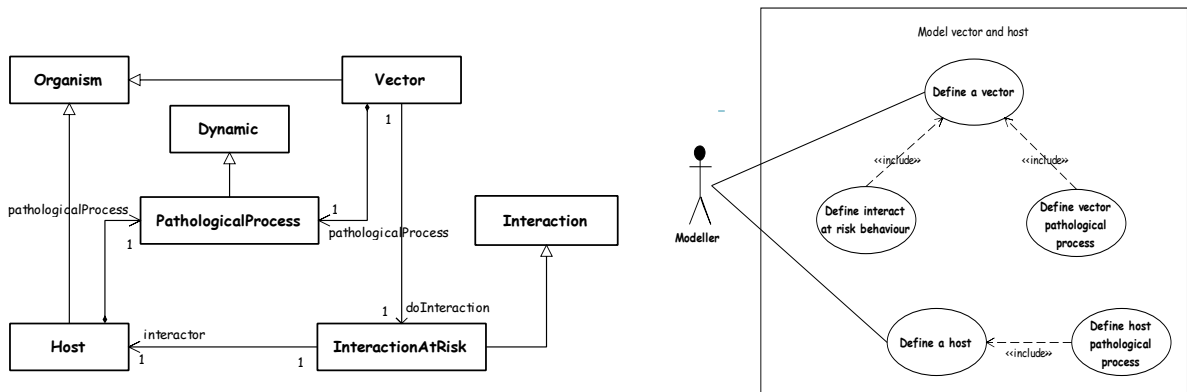 Organism
Vector
1
Dynamic
pathologicalProcess
1
PathologicalProcess
1
pathologicalProcess
Interaction
Host
interactor
1
1
InteractionAtRisk
1
doInteraction
Model vector and host
Define a vector
«include»
«include»
Define interact
at risk behaviour
Define vector
pathological
process
Modeller
Define a host
«include»
Define host
pathological
process